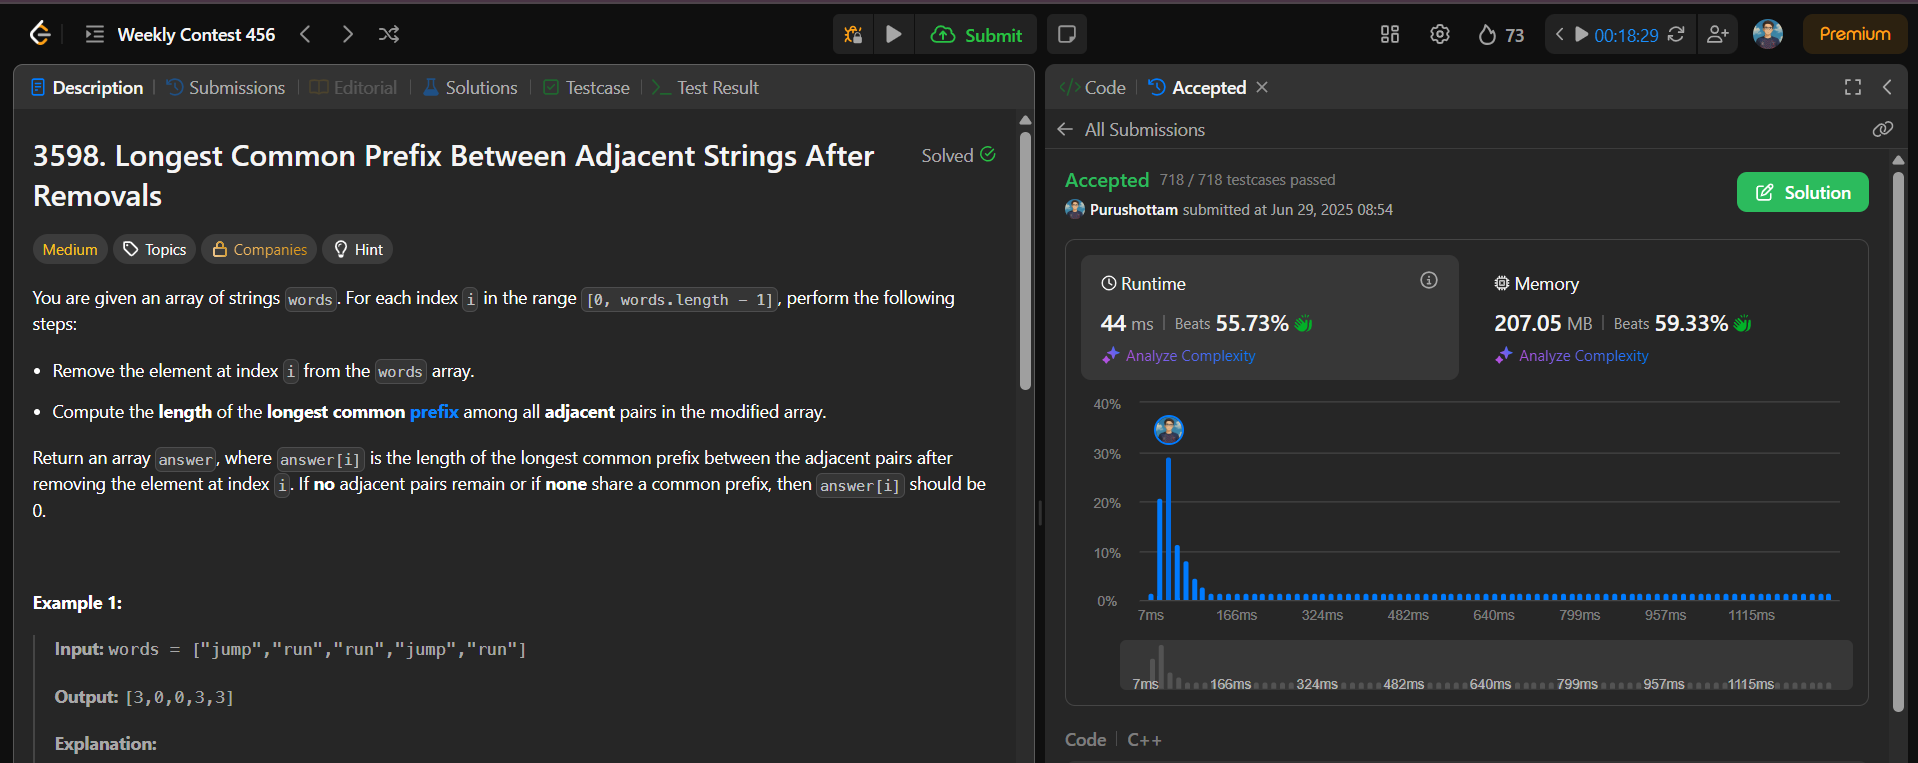 Weekly Contest 456
Submit
73
00:18:29
Premium
Description
Submissions
Editorial
Solutions
Testcase
Test Result
3598. Longest Common Prefix Between Adjacent Strings After
Removals
Solved
Medium
Topics
Companies
Hint
You are given an array of strings words. For each index i in the range [0, words.length - 1], perform the following
steps:
• Remove the element at index i from the words array.
• Compute the length of the longest common prefix among all adjacent pairs in the modified array.
Return an array answer, where answer[i] is the length of the longest common prefix between the adjacent pairs after
removing the element at index i. If no adjacent pairs remain or if none share a common prefix, then answer[i] should be
0.
Example 1:
Input: words = ["jump","run","run","jump","run"]
Output: [3,0,0,3,3]
Explanation:
Code
Accepted
All Submissions
Accepted 718 / 718 testcases passed
Purushottam submitted at Jun 29, 2025 08:54
Solution
Runtime
44 ms | Beats 55.73%
Analyze Complexity
Memory
207.05 MB | Beats 59.33%
Analyze Complexity
40%
30%
20%
10%
0%
7ms 166ms 324ms 482ms 640ms 799ms 957ms 1115ms
7ms 166ms 324ms 482ms 640ms 799ms 957ms 1115ms
Code | C++